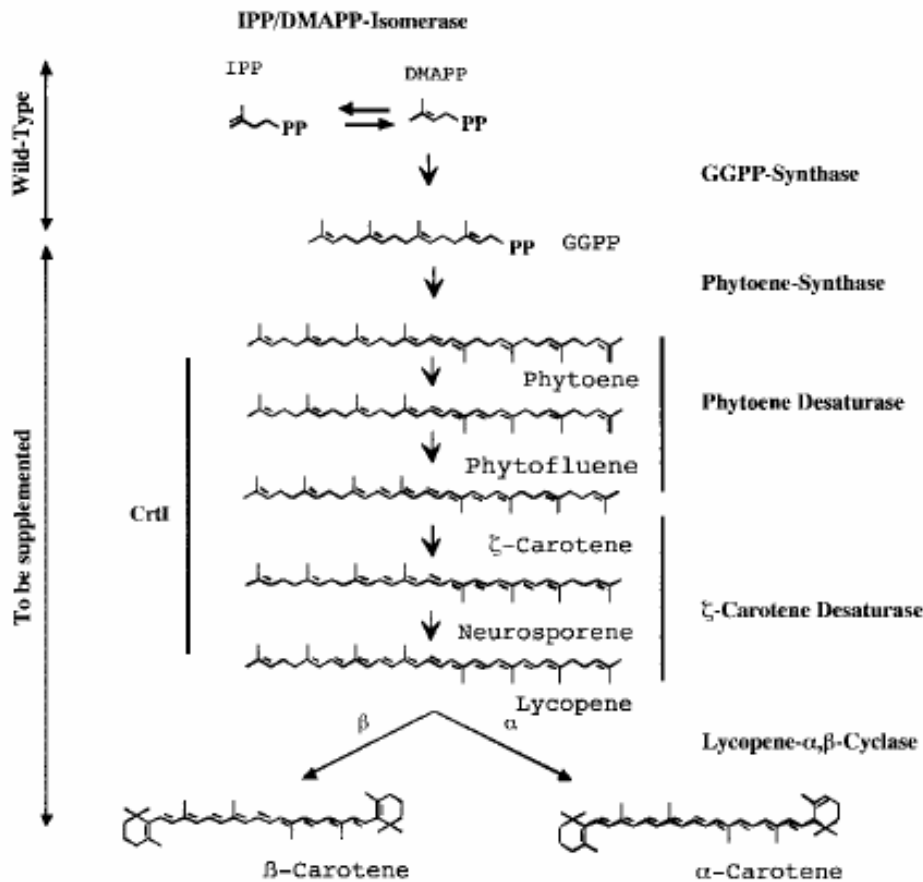 IPP/DMAPP-Isomerase
IPP
DMAPP
PP
PP
Wild-Type
GGPP-Synthase
PP
GGPP
Phytoene-Synthase
Phytoene
Phytoene Desaturase
Phytofluene
To be supplemented
CrtI
ζ-Carotene
ζ-Carotene Desaturase
Neurosporene
Lycopene
β
α
Lycopene-α,β-Cyclase
ß-Carotene
α-Carotene